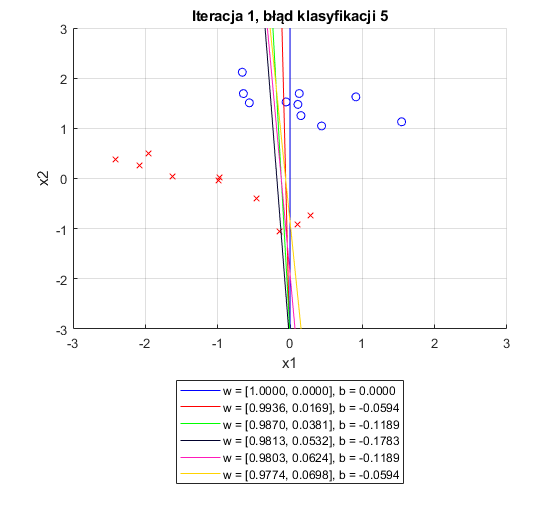 Iteracja 1, błąd klasyfikacji 5
3
2
1
0
-1
-2
-3
x2
-3
-2
-1
0
1
2
3
x1
w = [1.0000, 0.0000], b = 0.0000
w = [0.9936, 0.0169], b = -0.0594
w = [0.9870, 0.0381], b = -0.1189
w = [0.9813, 0.0532], b = -0.1783
w = [0.9803, 0.0624], b = -0.1189
w = [0.9774, 0.0698], b = -0.0594